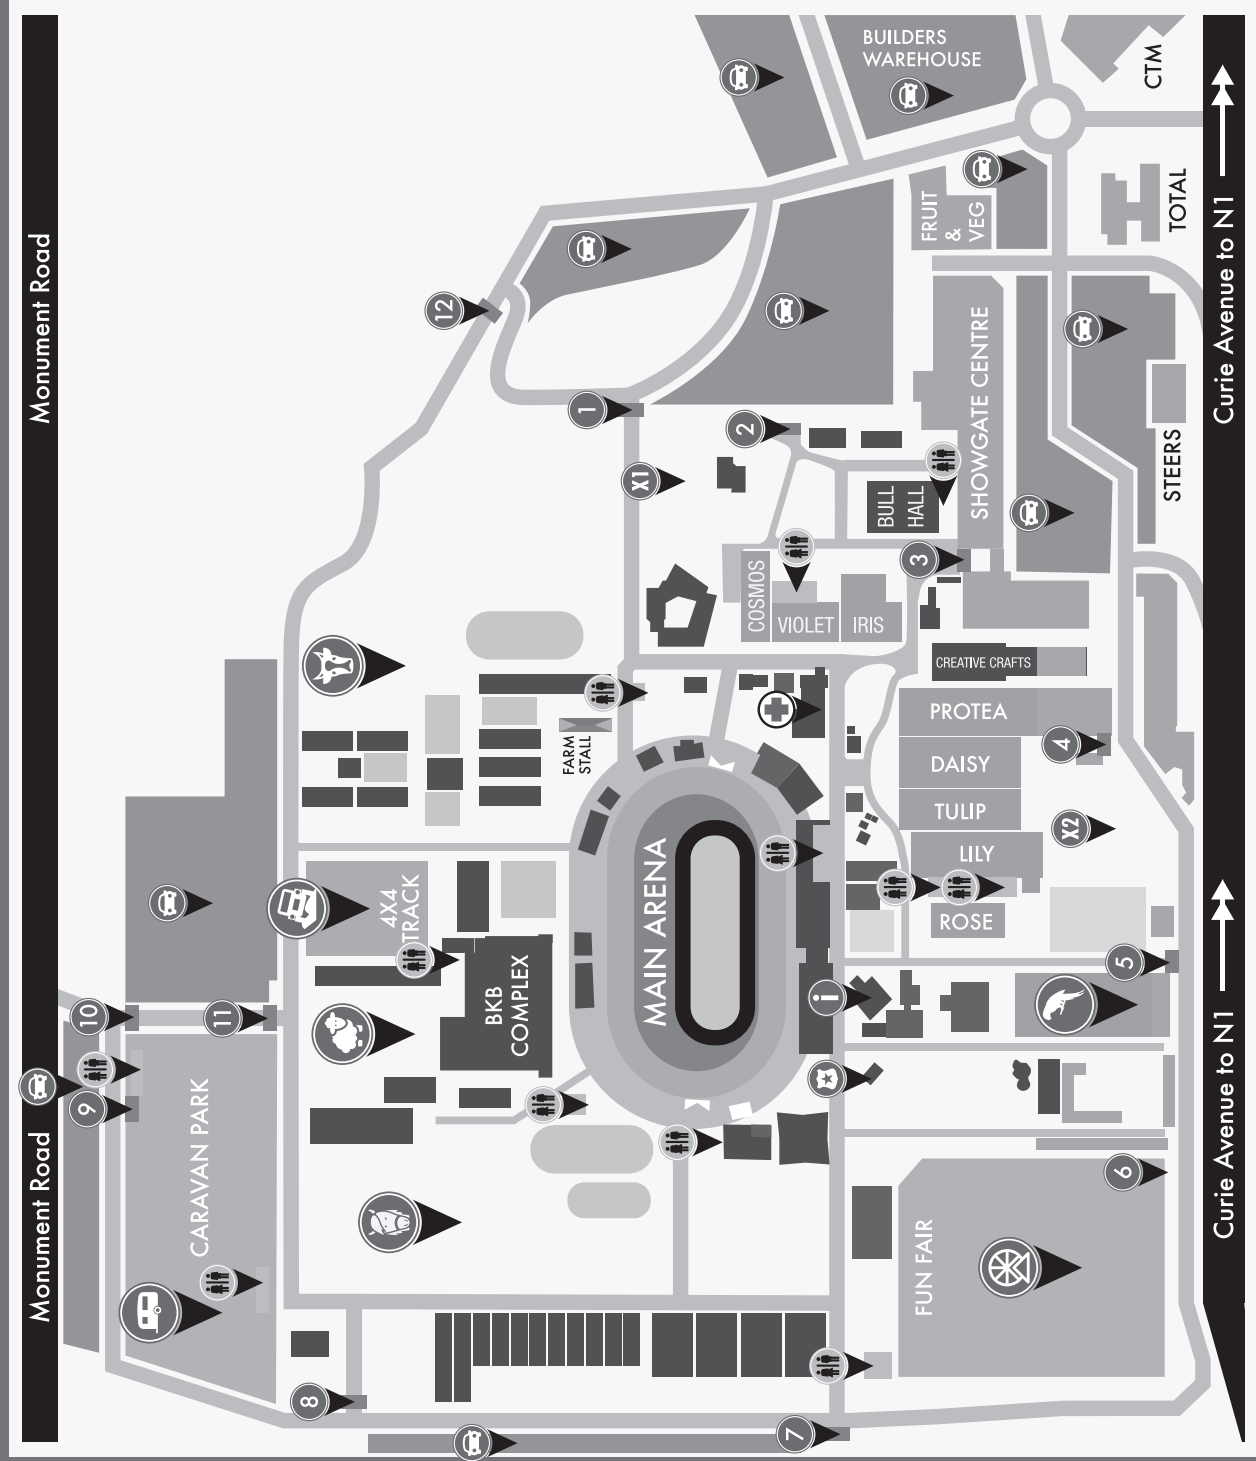 Monument Road
Monument Road
BUILDERS
WAREHOUSE
CTM
Curie Avenue to N1
TOTAL
FRUIT
& VEG
12
1
2
X1
SHOWGATE CENTRE
STEERS
BULL
HALL
3
COSMOS
VIOLET
IRIS
CREATIVE CRAFTS
PROTEA
4
DAISY
TULIP
X2
LILY
ROSE
5
FARM
STALL
MAIN ARENA
4X4
TRACK
BKB
COMPLEX
i
10
11
9
CARAVAN PARK
6
FUN FAIR
8
7
Curie Avenue to N1